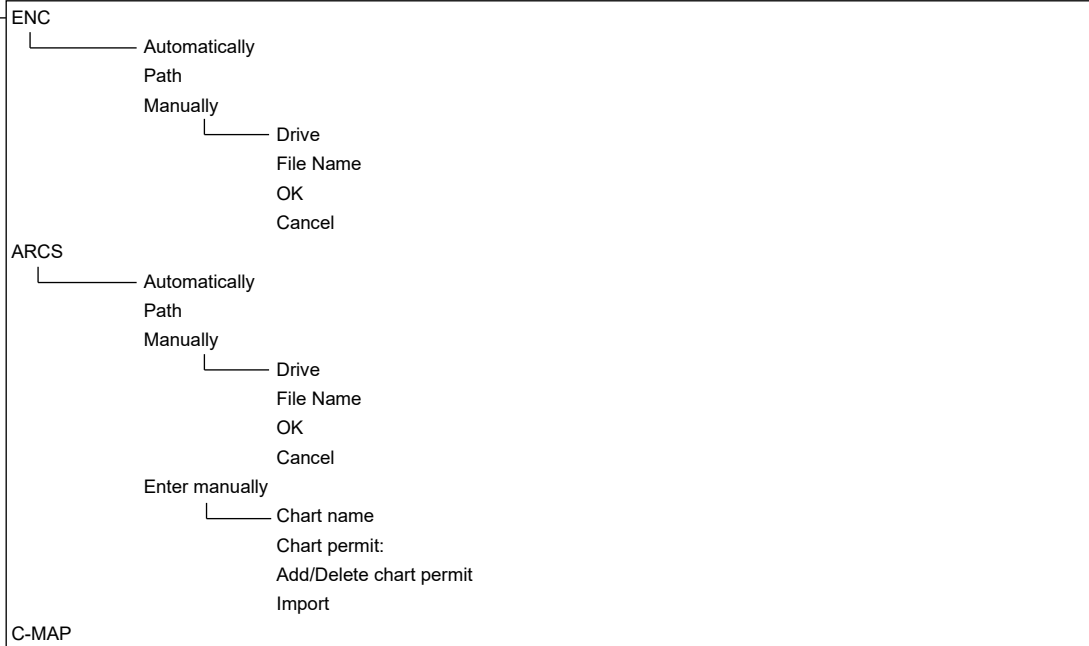 ENC
Automatically
Path
Manually
Drive
File Name
OK
Cancel
ARCS
Automatically
Path
Manually
Drive
File Name
OK
Cancel
Enter manually
Chart name
Chart permit:
Add/Delete chart permit
Import
C-MAP